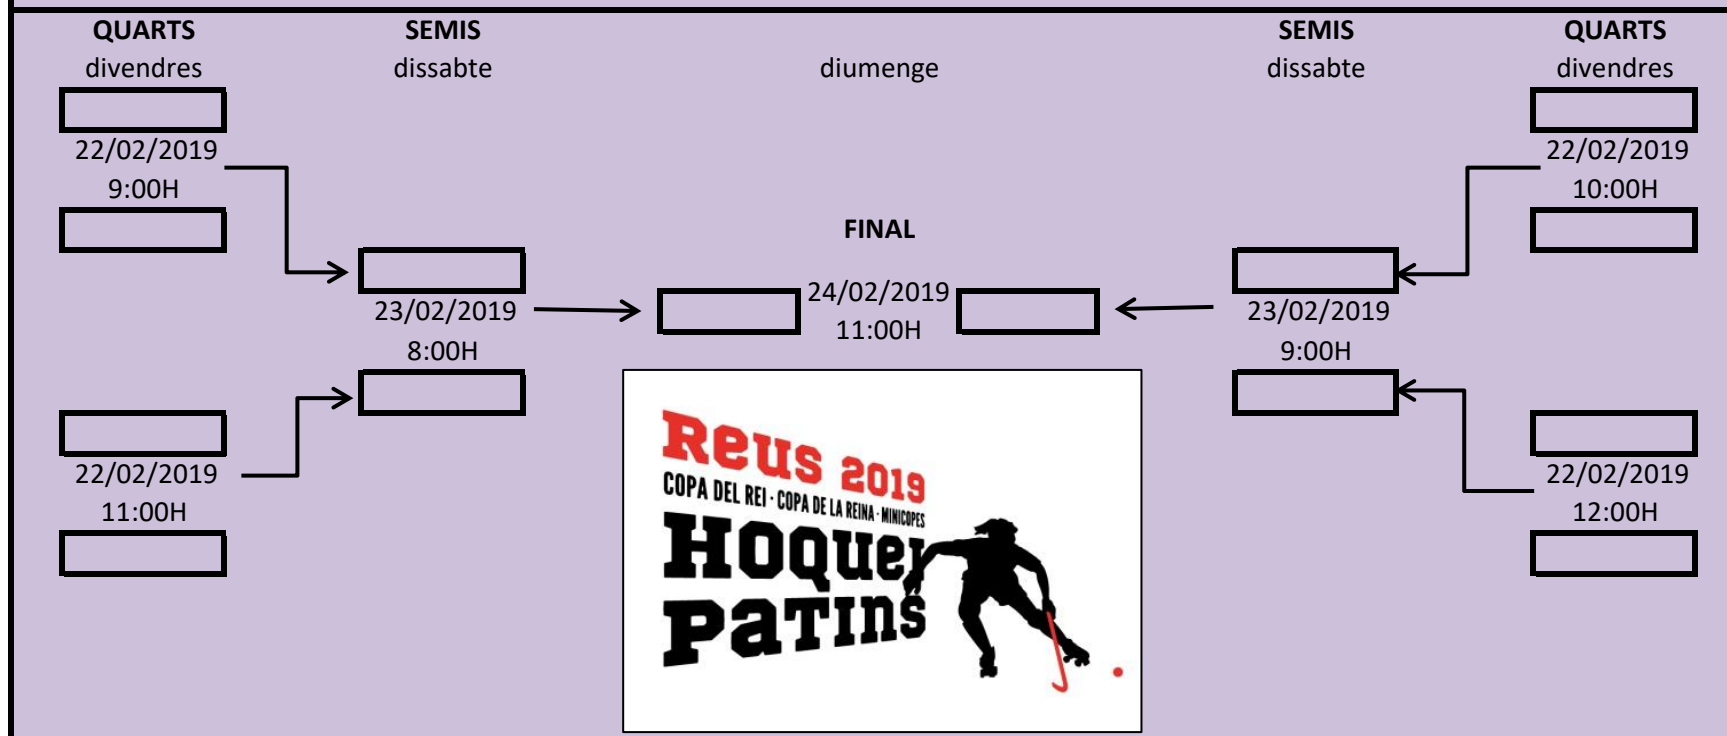 QUARTS SEMIS SEMIS QUARTS
divendres dissabte diumenge dissabte divendres
22/02/2019 22/02/2019
9:00H 10:00H
FINAL
24/02/2019
23/02/2019 23/02/2019
11:00H
8:00H 9:00H
Reus 2019
COPA DEL REI · COPA DE LA REINA · MINICOPES
HOQUEI
PATINS
22/02/2019 22/02/2019
11:00H 12:00H